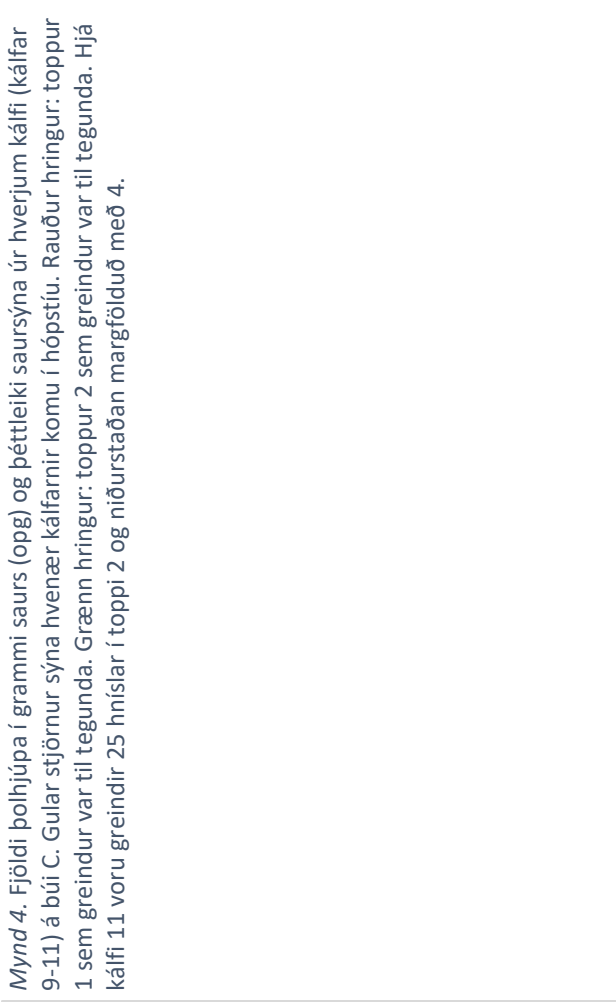 Mynd 4. Fjöldi þolhjúpa í grammi saurs (opg) og þéttleiki saursýna úr hverjum kálfi (kálfar
9-11) á búi C. Gular stjörnur sýna hvenær kálfarnir komu í hópstíu. Rauður hringur: toppur
1 sem greindur var til tegunda. Grænn hringur: toppur 2 sem greindur var til tegunda. Hjá
kálfi 11 voru greindir 25 hníslar í toppi 2 og niðurstaðan margfölduð með 4.